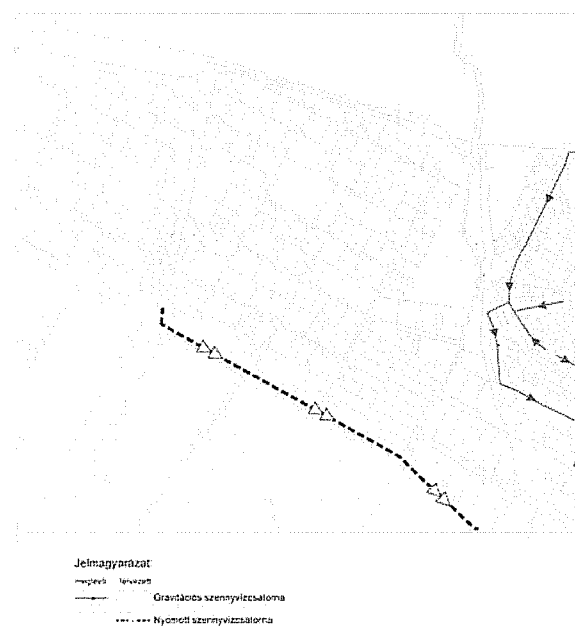 Jelmagyarázat:
meglévő Tervezett
Gravitációs szennyvízcsatorna
Nyomott szennyvízcsatorna